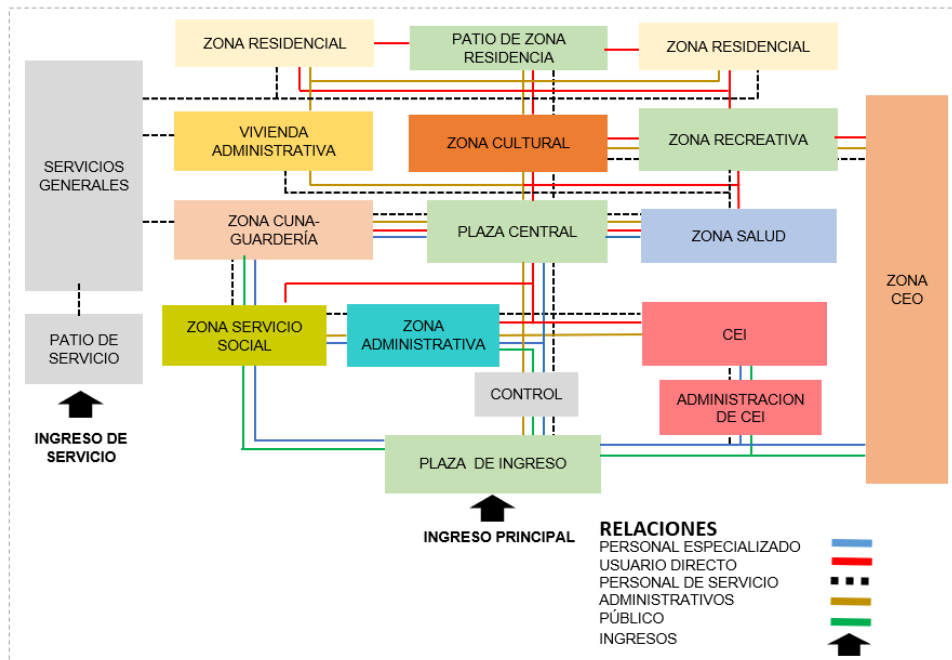 ZONA RESIDENCIAL
PATIO DE ZONA
RESIDENCIA
ZONA RESIDENCIAL
SERVICIOS
GENERALES
VIVIENDA
ADMINISTRATIVA
ZONA CULTURAL
ZONA RECREATIVA
ZONA CUNA-
GUARDERÍA
PLAZA CENTRAL
ZONA SALUD
ZONA
CEO
PATIO DE
SERVICIO
ZONA SERVICIO
SOCIAL
ZONA
ADMINISTRATIVA
CEI
CONTROL
ADMINISTRACION
DE CEI
INGRESO DE
SERVICIO
PLAZA DE INGRESO
INGRESO PRINCIPAL
RELACIONES
PERSONAL ESPECIALIZADO
USUARIO DIRECTO
PERSONAL DE SERVICIO
ADMINISTRATIVOS
PÚBLICO
INGRESOS